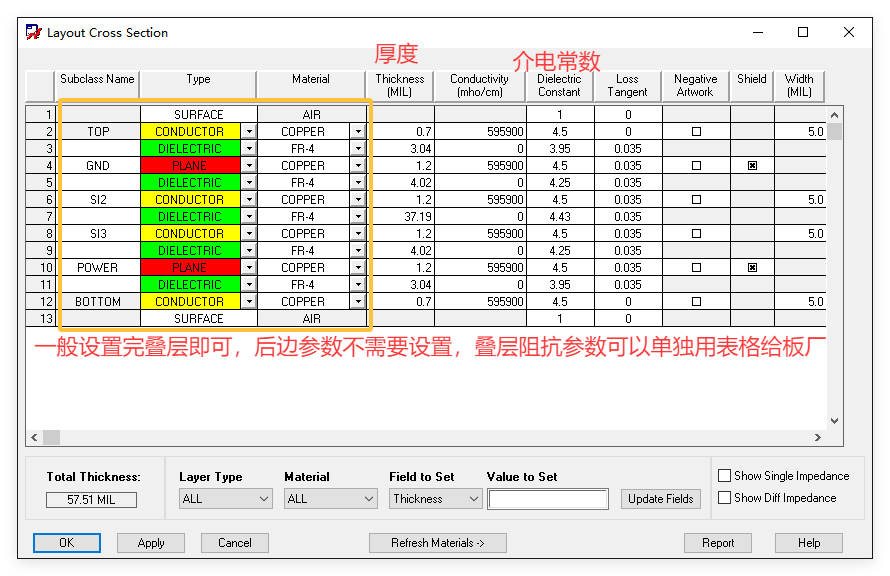 Layout Cross Section
厚度
介电常数
Subclass Name Type Material Thickness (MIL) Conductivity (mho/cm) Dielectric Constant Loss Tangent Negative Artwork Shield Width (MIL)
1 SURFACE AIR 1 0
2 TOP CONDUCTOR COPPER 0.7 595900 4.5 0 5.0
3 DIELECTRIC FR-4 3.04 0 3.95 0.035
4 GND PLANE COPPER 1.2 595900 4.5 0.035
5 DIELECTRIC FR-4 4.02 0 4.25 0.035
6 SI2 CONDUCTOR COPPER 1.2 595900 4.5 0.035 5.0
7 DIELECTRIC FR-4 37.19 0 4.43 0.035
8 SI3 CONDUCTOR COPPER 1.2 595900 4.5 0.035 5.0
9 DIELECTRIC FR-4 4.02 0 4.25 0.035
10 POWER PLANE COPPER 1.2 595900 4.5 0.035
11 DIELECTRIC FR-4 3.04 0 3.95 0.035
12 BOTTOM CONDUCTOR COPPER 0.7 595900 4.5 0 5.0
13 SURFACE AIR 1 0
一般设置完叠层即可，后边参数不需要设置，叠层阻抗参数可以单独用表格给板厂
Total Thickness: Layer Type Material Field to Set Value to Set
57.51 MIL ALL ALL Thickness Update Fields
Show Single Impedance
Show Diff Impedance
OK Apply Cancel Refresh Materials -> Report Help